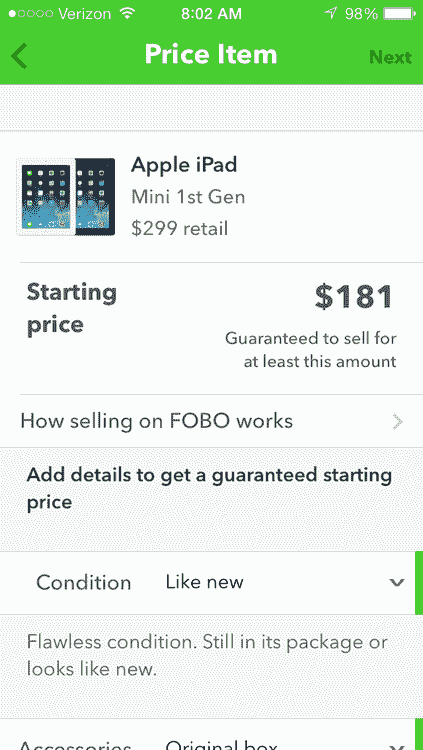 Verizon 8:02 AM 98%
Price Item Next
Apple iPad
Mini 1st Gen
$299 retail
Starting
price
$181
Guaranteed to sell for
at least this amount
How selling on FOBO works
Add details to get a guaranteed starting
price
Condition Like new
Flawless condition. Still in its package or
looks like new.
Accessories Original box